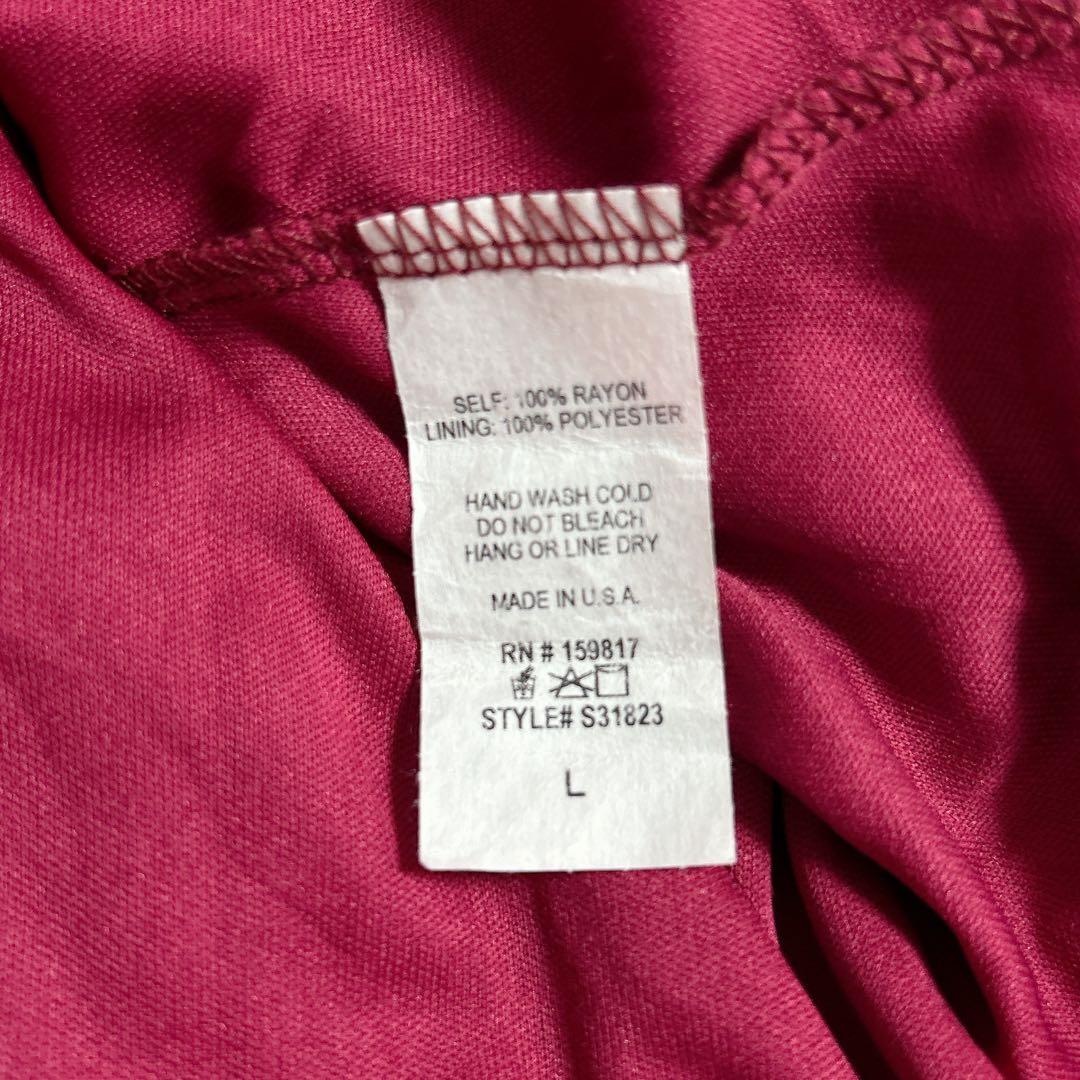 SELF: 100% RAYON
LINING: 100% POLYESTER
HAND WASH COLD
DO NOT BLEACH
HANG OR LINE DRY
MADE IN U.S.A.
RN # 159817
STYLE# S31823
L